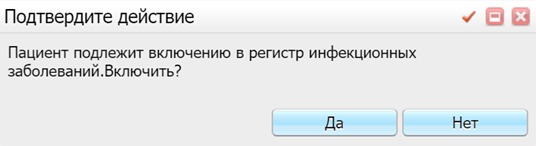 Подтвердите действие
Пациент подлежит включению в регистр инфекционных
заболеваний.Включить?
Да
Нет